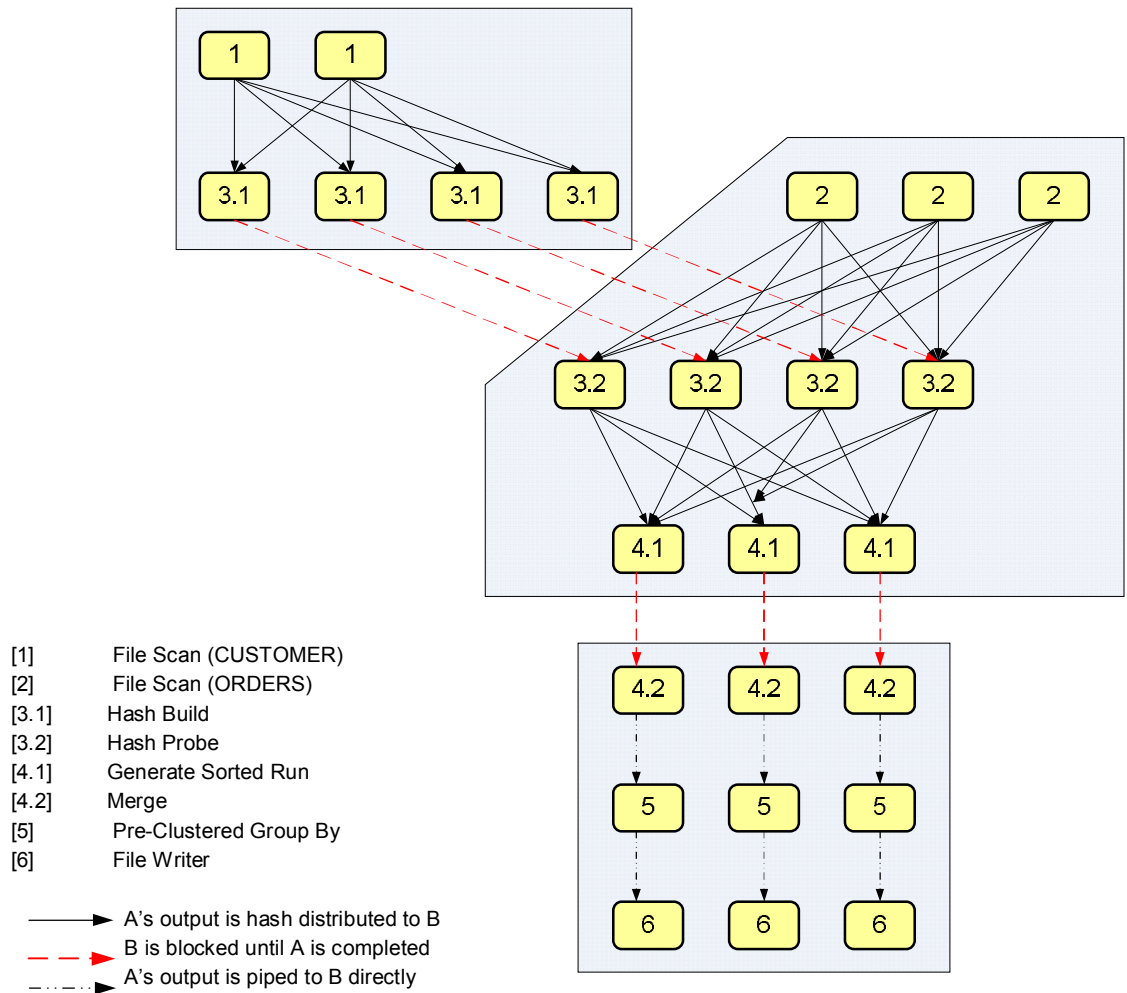 1 1
3.1 3.1 3.1 3.1
2 2 2
3.2 3.2 3.2 3.2
4.1 4.1 4.1
4.2 4.2 4.2
5 5 5
6 6 6
[1] File Scan (CUSTOMER)
[2] File Scan (ORDERS)
[3.1] Hash Build
[3.2] Hash Probe
[4.1] Generate Sorted Run
[4.2] Merge
[5] Pre-Clustered Group By
[6] File Writer
A's output is hash distributed to B
B is blocked until A is completed
A's output is piped to B directly